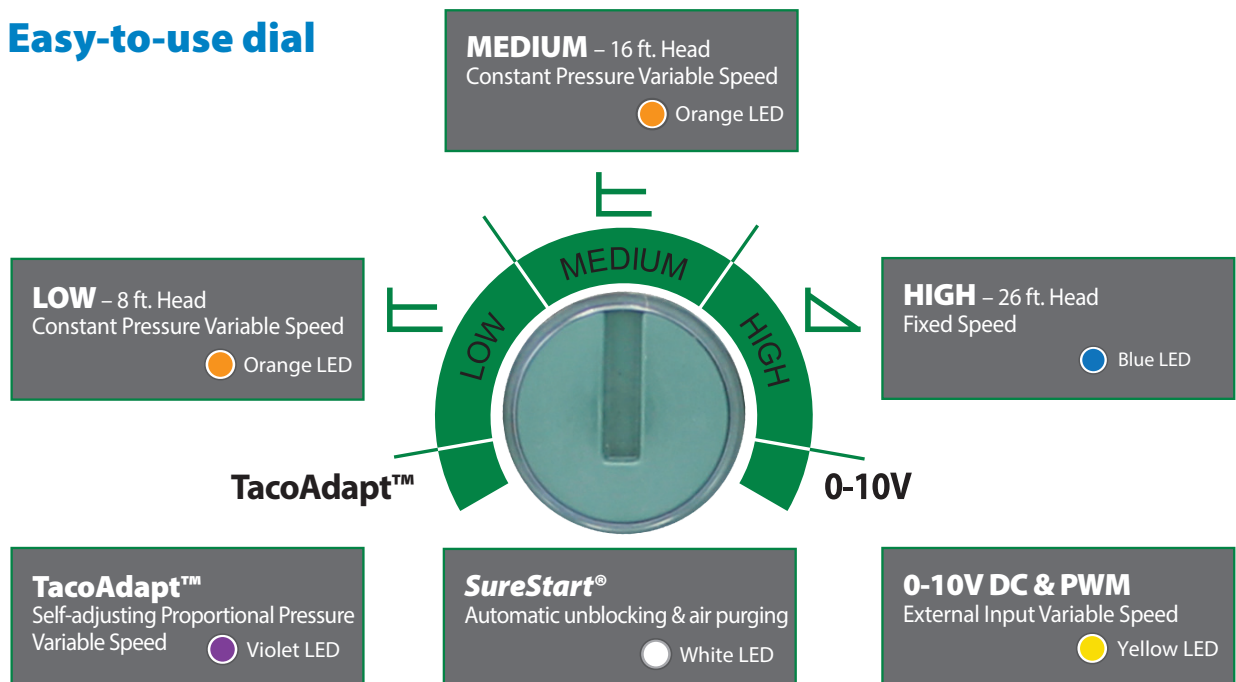 Easy-to-use dial
MEDIUM – 16 ft. Head
Constant Pressure Variable Speed
Orange LED
LOW – 8 ft. Head
Constant Pressure Variable Speed
Orange LED
LOW
MEDIUM
HIGH
HIGH – 26 ft. Head
Fixed Speed
Blue LED
TacoAdapt™
0-10V
TacoAdapt™
Self-adjusting Proportional Pressure
Variable Speed
Violet LED
SureStart®
Automatic unblocking & air purging
White LED
0-10V DC & PWM
External Input Variable Speed
Yellow LED